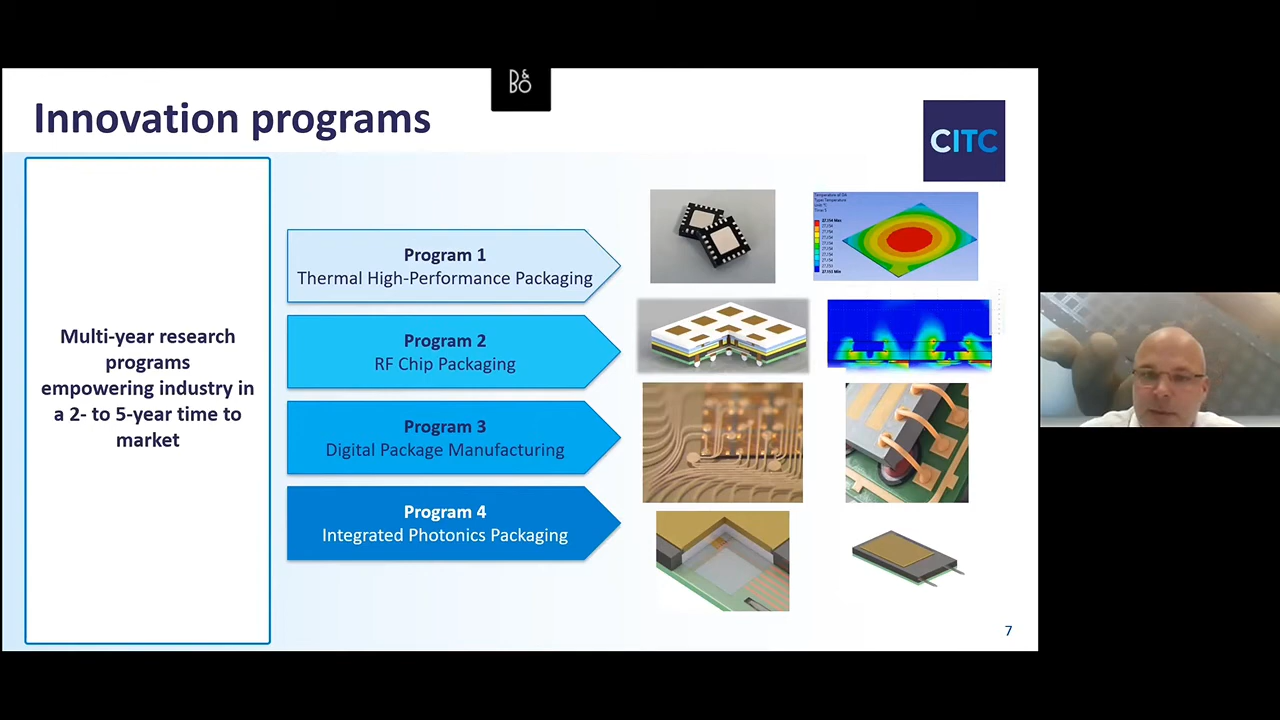 B&O
Innovation programs
CITC
Multi-year research
programs
empowering industry in
a 2- to 5-year time to
market
Program 1
Thermal High-Performance Packaging
Program 2
RF Chip Packaging
Program 3
Digital Package Manufacturing
Program 4
Integrated Photonics Packaging
7